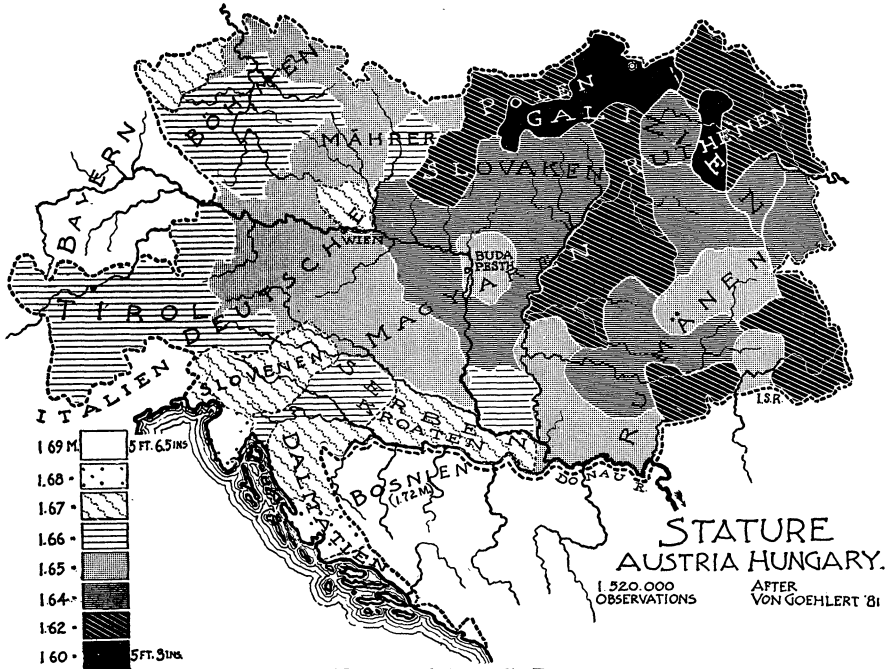 BÖHMEN
MÄHRER
POLEN
GALIZIEN
RUTHENEN
SLOVAKEN
BAYERN
WIEN
BUDA
PESTH
DEUTSCHE
MAGYAREN
TIROL
RUMÄNEN
ITALIEN
SLOVENEN
SERBEN
KROATEN
I.S.R.
DALMATIEN
BOSNIEN
(1.72M.)
DONAU R.
1 69 M. 5 FT. 6.5 INS
1.68 -
1.67 -
1.66 -
1.65 -
1.64 -
1.62 -
1 60 - 5 FT. 3 INS.
STATURE
AUSTRIA HUNGARY.
1.520.000
OBSERVATIONS
AFTER
VON GOEHLERT '81